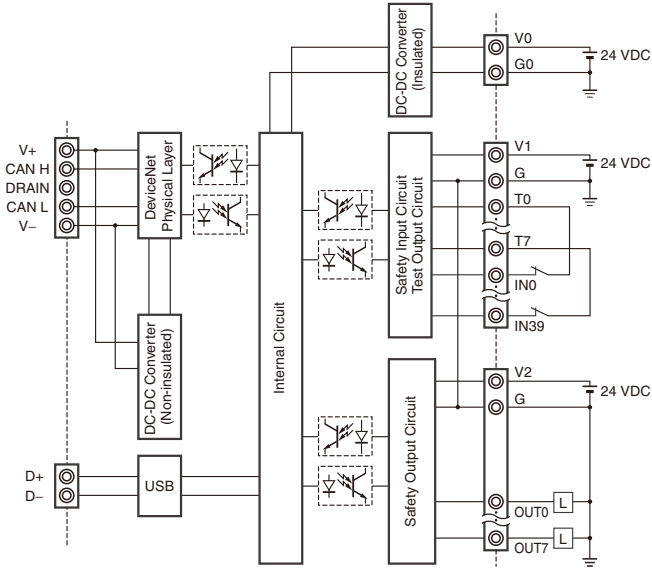 V+
CAN H
DRAIN
CAN L
V–
DeviceNet
Physical Layer
DC-DC Converter
(Non-insulated)
D+
D–
USB
Internal Circuit
DC-DC Converter
(Insulated)
V0
G0
24 VDC
Safety Input Circuit
Test Output Circuit
V1
G
T0
T7
IN0
IN39
24 VDC
Safety Output Circuit
V2
G
24 VDC
OUT0
L
OUT7
L